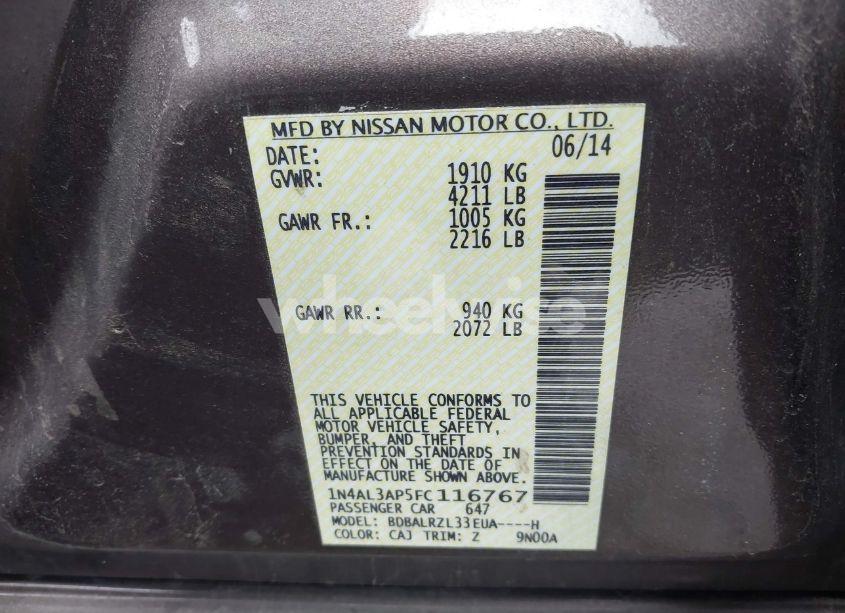 MFD BY NISSAN MOTOR CO., LTD.
DATE: 06/14
GVWR: 1910 KG
4211 LB
GAWR FR.: 1005 KG
2216 LB
wheelwise
GAWR RR.: 940 KG
2072 LB
THIS VEHICLE CONFORMS TO
ALL APPLICABLE FEDERAL
MOTOR VEHICLE SAFETY,
BUMPER, AND THEFT
PREVENTION STANDARDS IN
EFFECT ON THE DATE OF
MANUFACTURE SHOWN ABOVE.
1N4AL3AP5FC116767
PASSENGER CAR 647
MODEL: BDBALRZL33EUA----H
COLOR: CAJ TRIM: Z 9N00A